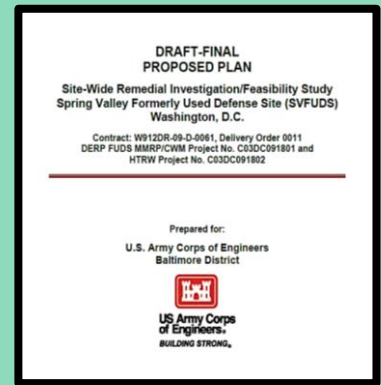 DRAFT-FINAL
PROPOSED PLAN
Site-Wide Remedial Investigation/Feasibility Study
Spring Valley Formerly Used Defense Site (SVFUDS)
Washington, D.C.
Contract: W912DR-09-D-0061, Delivery Order 0011
DERP FUDS MMRP/CWM Project No. C03DC091801 and
HTRW Project No. C03DC091802
Prepared for:
U.S. Army Corps of Engineers
Baltimore District
US Army Corps
of Engineers®
BUILDING STRONG®